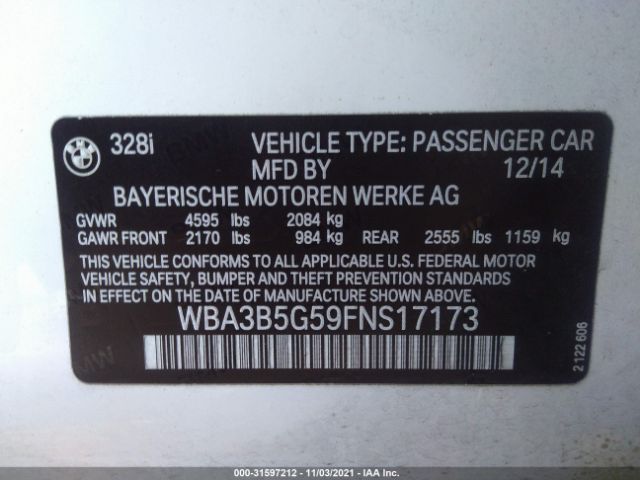 328i VEHICLE TYPE: PASSENGER CAR
MFD BY 12/14
BAYERISCHE MOTOREN WERKE AG
GVWR 4595 lbs 2084 kg
GAWR FRONT 2170 lbs 984 kg REAR 2555 lbs 1159 kg
THIS VEHICLE CONFORMS TO ALL APPLICABLE U.S. FEDERAL MOTOR
VEHICLE SAFETY, BUMPER AND THEFT PREVENTION STANDARDS
IN EFFECT ON THE DATE OF MANUFACTURE SHOWN ABOVE.
WBA3B5G59FNS17173
2 122 606
000-31597212 - 11/03/2021 - IAA Inc.